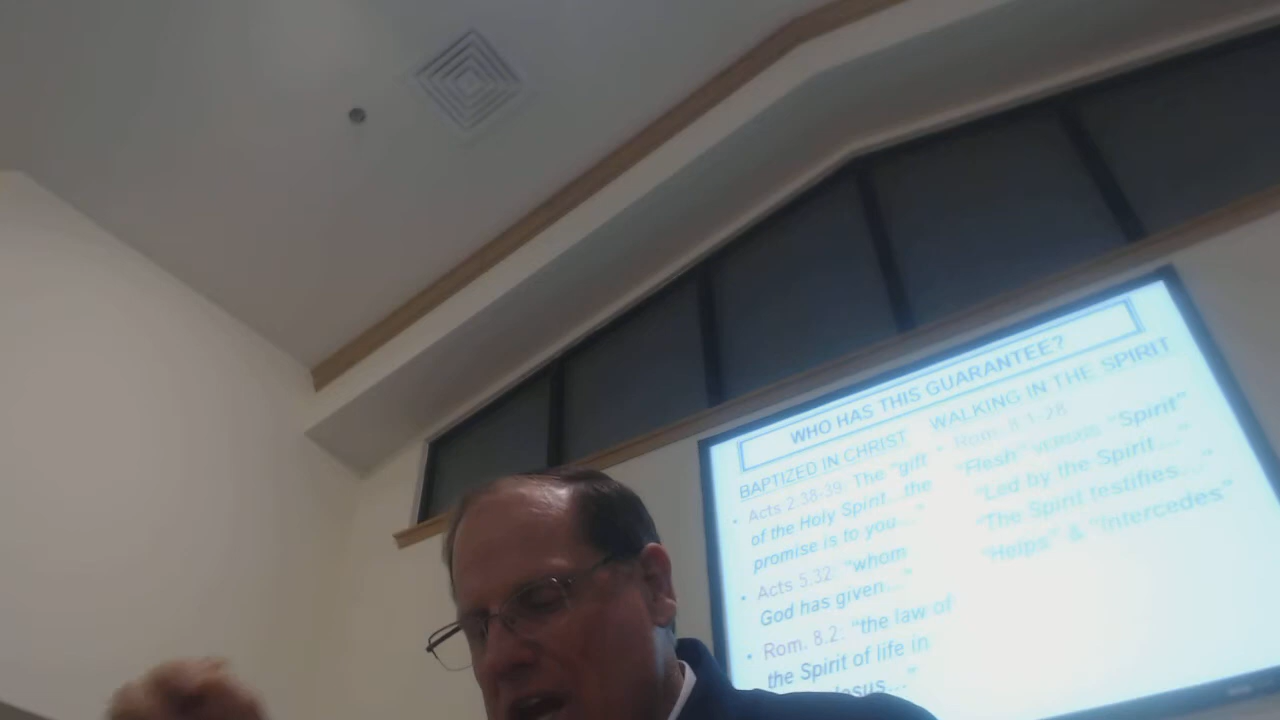 WHO HAS THIS GUARANTEE?
BAPTIZED IN CHRIST
• Acts 2.38-39: The "gift
of the Holy Spirit...the
promise is to you..."
• Acts 5.32: "whom
God has given..."
• Rom. 8.2: "the law of
the Spirit of life in
Jesus..."
WALKING IN THE SPIRIT
• Rom. 8.1-28
"Flesh" versus "Spirit"
"Led by the Spirit..."
"The Spirit testifies..."
"Helps" & "Intercedes"